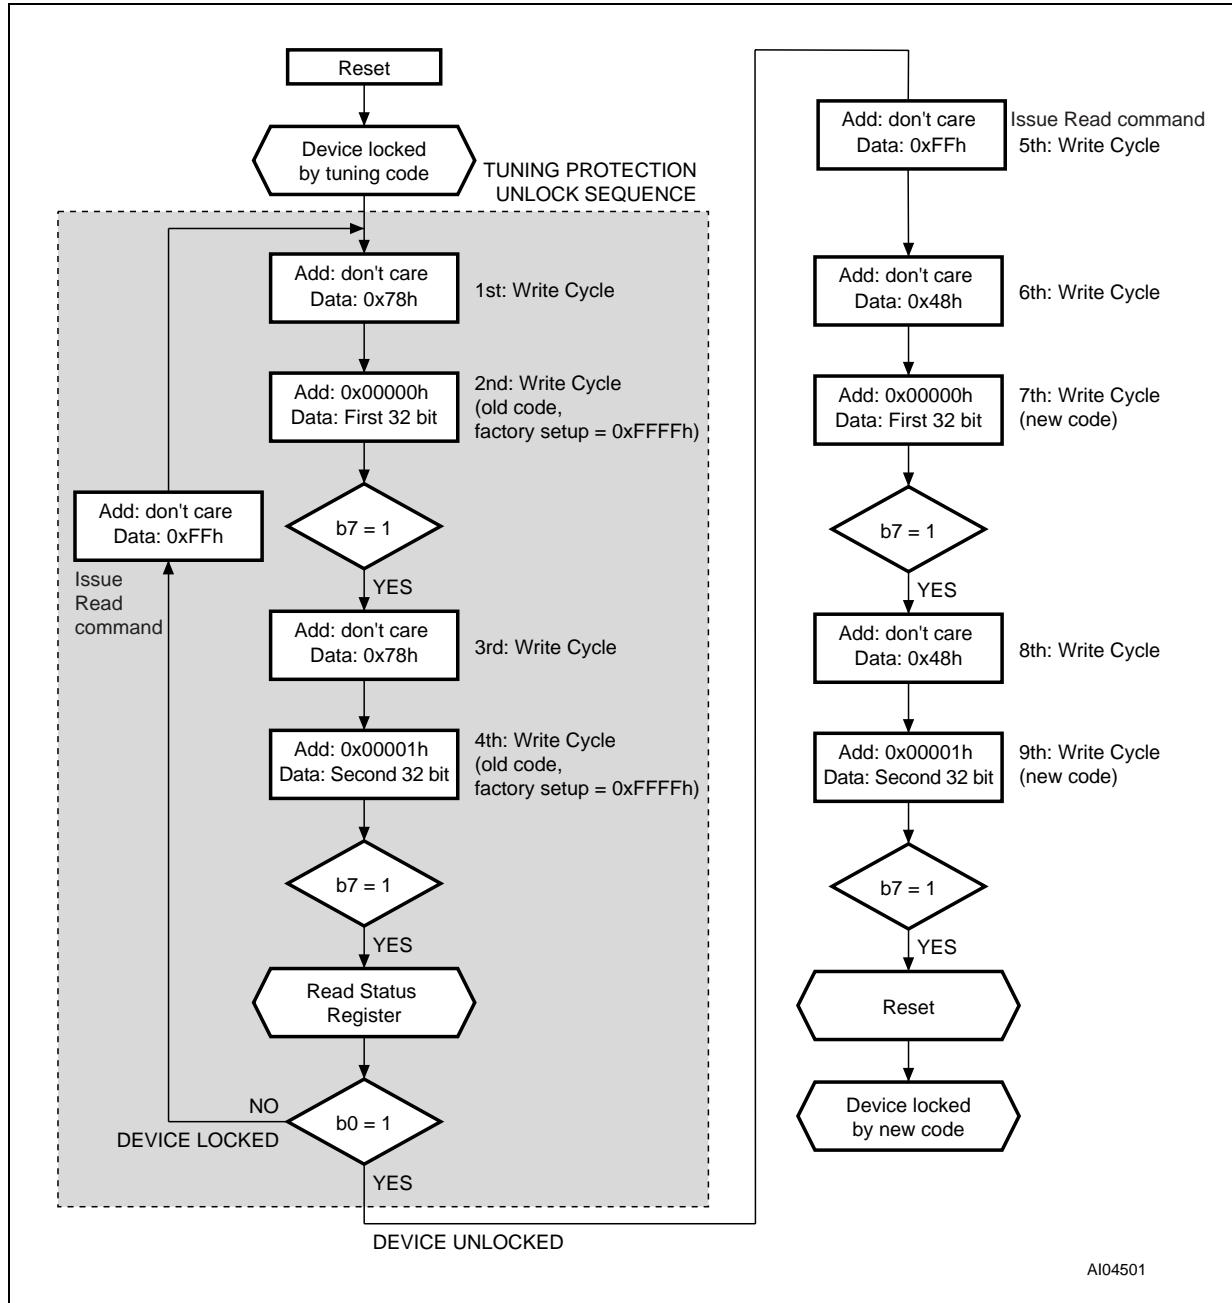 Reset
Device locked
by tuning code
TUNING PROTECTION
UNLOCK SEQUENCE
Add: don't care
Data: 0x78h
1st: Write Cycle
Add: 0x00000h
Data: First 32 bit
2nd: Write Cycle
(old code,
factory setup = 0xFFFFh)
b7 = 1
YES
Add: don't care
Data: 0xFFh
Issue
Read
command
Add: don't care
Data: 0x78h
3rd: Write Cycle
Add: 0x00001h
Data: Second 32 bit
4th: Write Cycle
(old code,
factory setup = 0xFFFFh)
b7 = 1
YES
Read Status
Register
b0 = 1
NO
DEVICE LOCKED
YES
DEVICE UNLOCKED
Add: don't care
Data: 0xFFh
Issue Read command
5th: Write Cycle
Add: don't care
Data: 0x48h
6th: Write Cycle
Add: 0x00000h
Data: First 32 bit
7th: Write Cycle
(new code)
b7 = 1
YES
Add: don't care
Data: 0x48h
8th: Write Cycle
Add: 0x00001h
Data: Second 32 bit
9th: Write Cycle
(new code)
b7 = 1
YES
Reset
Device locked
by new code
AI04501